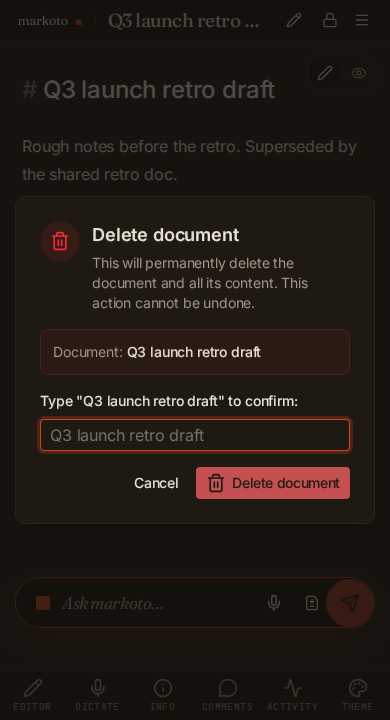 markoto
Q3 launch retro ...
# Q3 launch retro draft
Rough notes before the retro. Superseded by
the shared retro doc.
Delete document
This will permanently delete the
document and all its content. This
action cannot be undone.
Document: Q3 launch retro draft
Type "Q3 launch retro draft" to confirm:
Q3 launch retro draft
Cancel
Delete document
Ask markoto...
EDITOR
DICTATE
INFO
COMMENTS
ACTIVITY
THEME